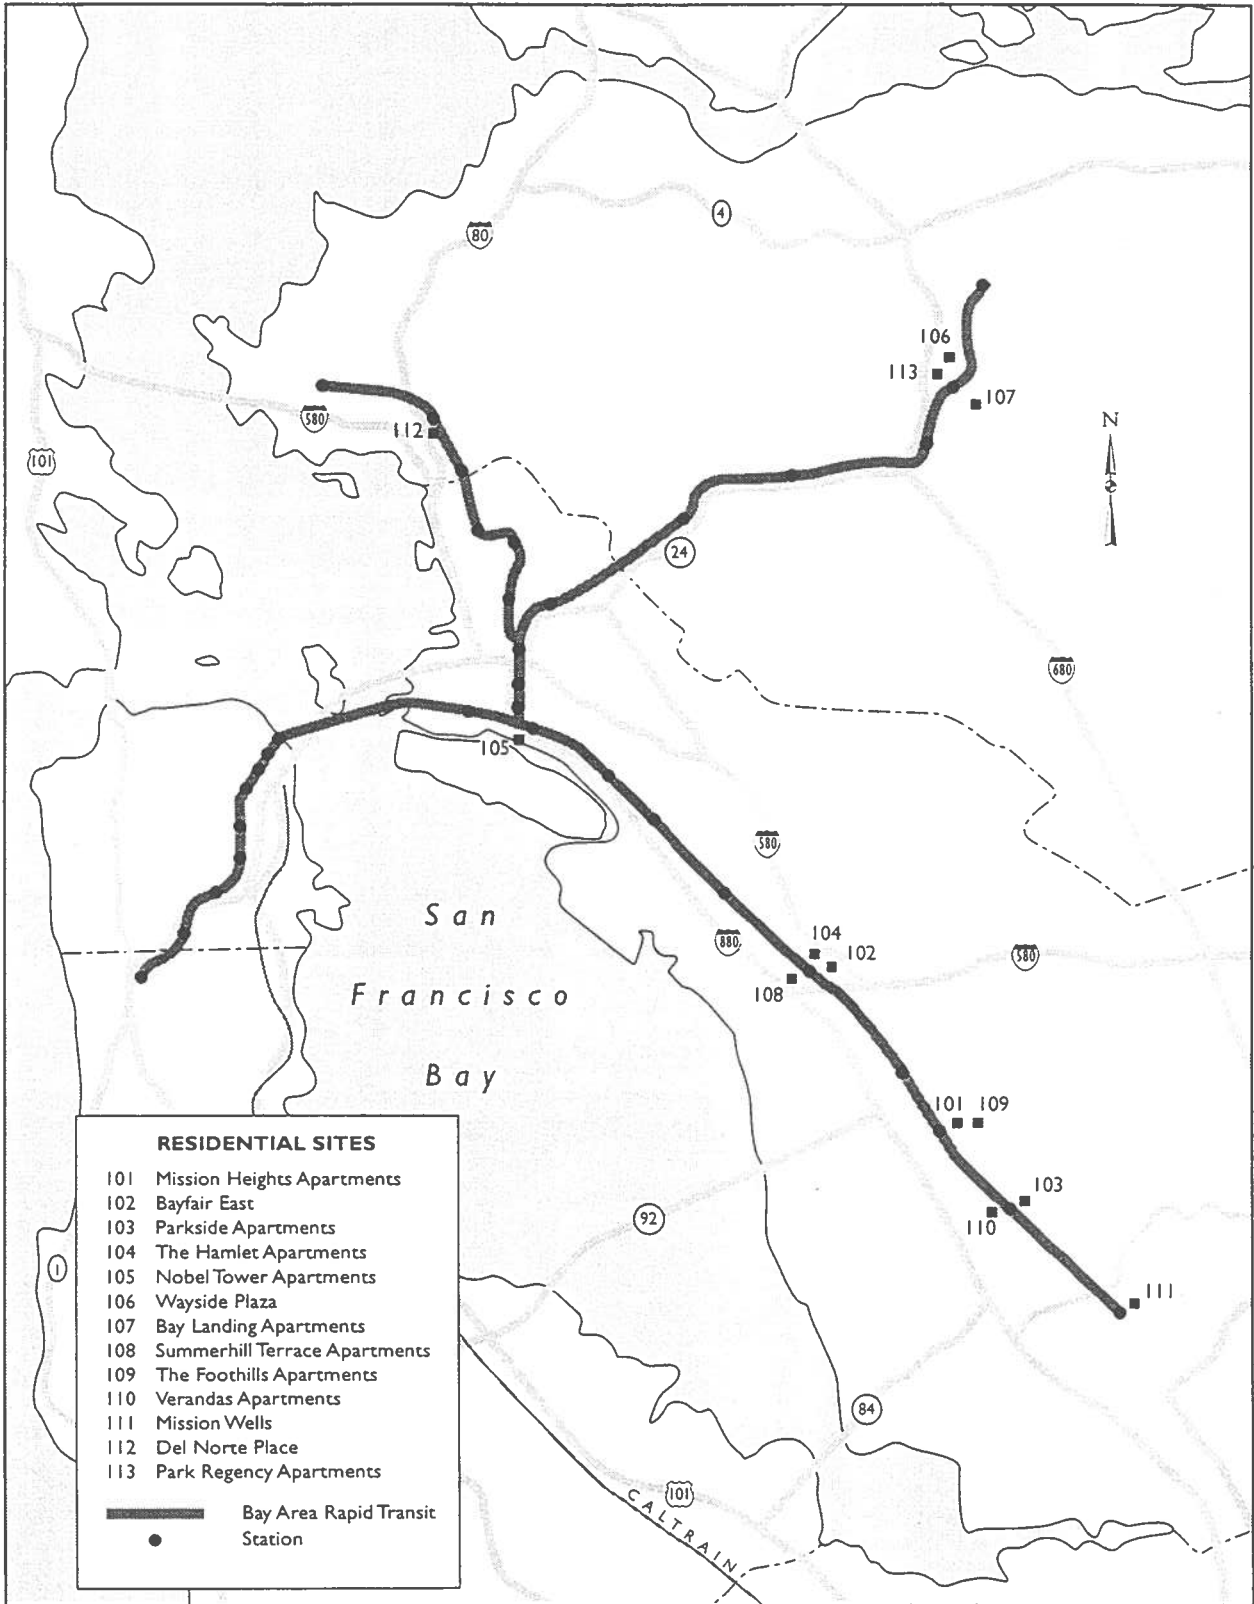 80
4
106
113
107
580
112
N
101
24
680
105
580
San
104
880
102
580
108
Francisco
Bay
101 109
RESIDENTIAL SITES
101 Mission Heights Apartments
102 Bayfair East
103 Parkside Apartments
104 The Hamlet Apartments
105 Nobel Tower Apartments
106 Wayside Plaza
107 Bay Landing Apartments
108 Summerhill Terrace Apartments
109 The Foothills Apartments
110 Verandas Apartments
111 Mission Wells
112 Del Norte Place
113 Park Regency Apartments
Bay Area Rapid Transit
Station
103
92
110
1
111
84
101
CALTRAIN